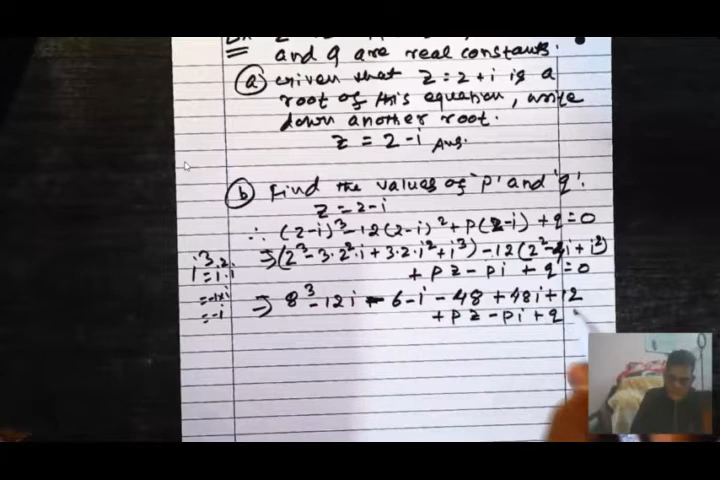 and q are real constants.
(a) Given that z = 2 + i is a
root of this equation, write
down another root.
z = 2 - i Ans.
(b) Find the values of 'p' and 'q'.
z = 2 - i
∴ (2-i)³ - 12(2-i)² + p(2-i) + q = 0
⇒ (2³ - 3·2²·i + 3·2·i² - i³) - 12(2² - 4i + i²)
+ p2 - pi + q = 0
i³
i² = i²·i
= -1×i
= -i
⇒ 8³ - 12i - 6 - i - 48 + 48i + 12
+ p2 - pi + q